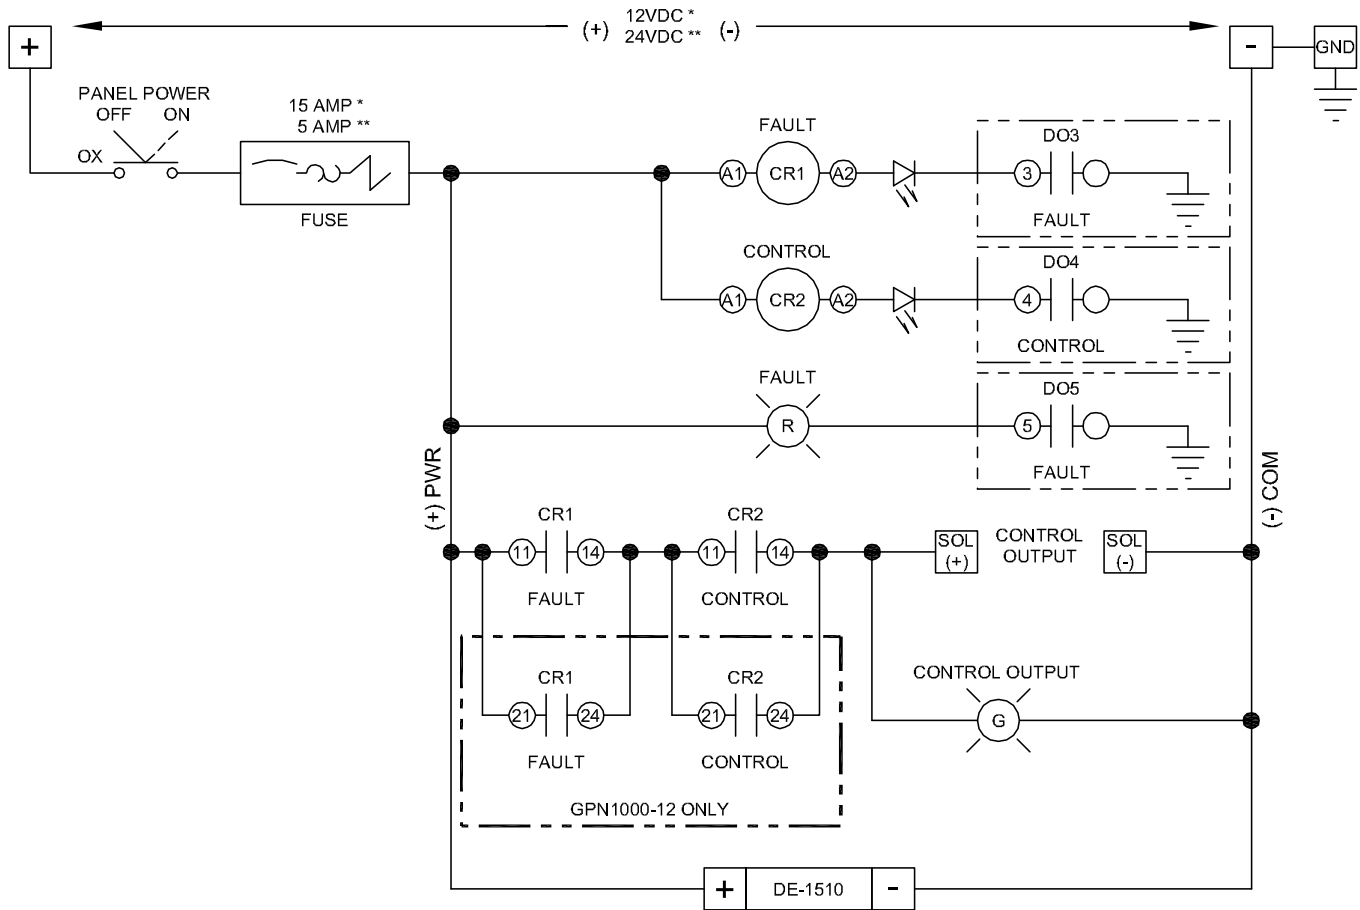 12VDC *
(+) 24VDC ** (-)
+
-
GND
PANEL POWER
OFF ON
OX
15 AMP *
5 AMP **
FUSE
FAULT
A1 CR1 A2
DO3
3
FAULT
CONTROL
A1 CR2 A2
DO4
4
CONTROL
FAULT
R
DO5
5
FAULT
(+) PWR
(-) COM
CR1
11 14
FAULT
CR2
11 14
CONTROL
SOL
(+)
CONTROL
OUTPUT
SOL
(-)
CR1
21 24
FAULT
CR2
21 24
CONTROL
GPN1000-12 ONLY
CONTROL OUTPUT
G
+ DE-1510 -